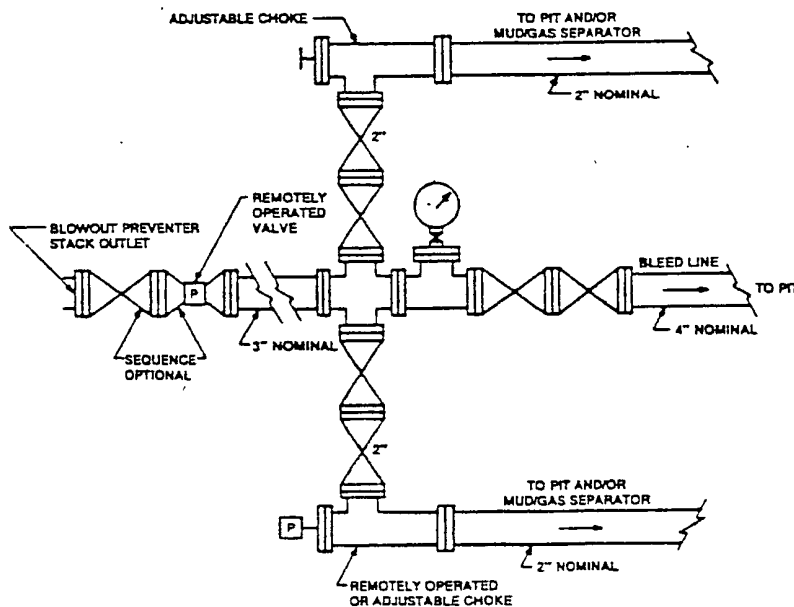 ADJUSTABLE CHOKE
TO PIT AND/OR
MUD/GAS SEPARATOR
2" NOMINAL
2"
REMOTELY
OPERATED
VALVE
BLOWOUT PREVENTER
STACK OUTLET
P
BLEED LINE
TO PIT
SEQUENCE
OPTIONAL
3" NOMINAL
4" NOMINAL
2"
TO PIT AND/OR
MUD/GAS SEPARATOR
P
2" NOMINAL
REMOTELY OPERATED
OR ADJUSTABLE CHOKE